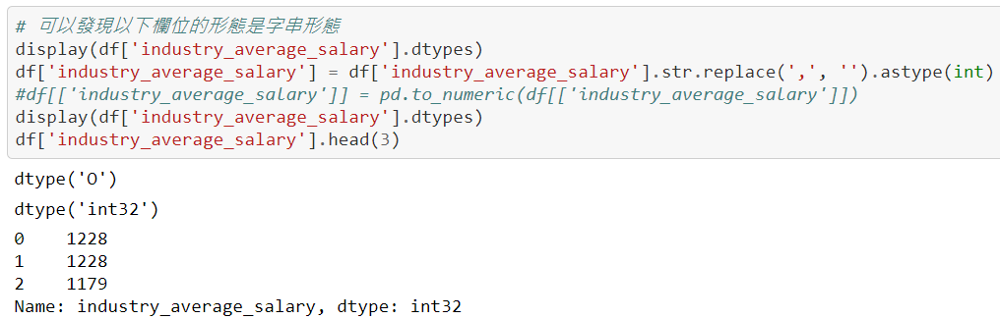 # 可以發現以下欄位的形態是字串形態
display(df['industry_average_salary'].dtypes)
df['industry_average_salary'] = df['industry_average_salary'].str.replace(',', '').astype(int)
#df[['industry_average_salary']] = pd.to_numeric(df[['industry_average_salary']])
display(df['industry_average_salary'].dtypes)
df['industry_average_salary'].head(3)
dtype('O')
dtype('int32')
0    1228
1    1228
2    1179
Name: industry_average_salary, dtype: int32